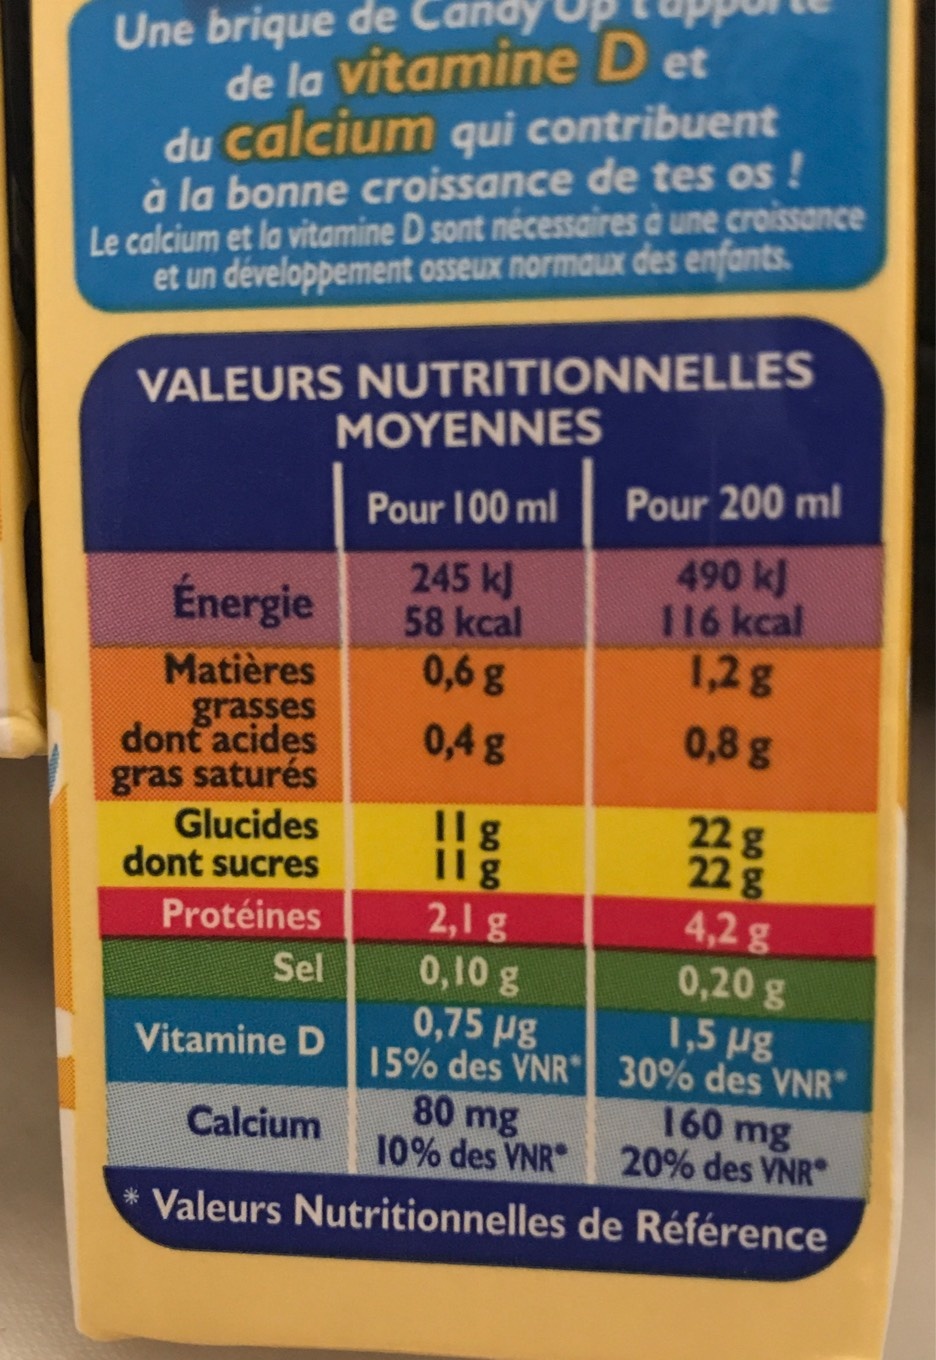 Une brique de Candy'Up t'apporte
de la vitamine D et
du calcium qui contribuent
à la bonne croissance de tes os !
Le calcium et la vitamine D sont nécessaires à une croissance
et un développement osseux normaux des enfants.
VALEURS NUTRITIONNELLES
MOYENNES
Pour 100 ml Pour 200 ml
Énergie 245 kJ 490 kJ
58 kcal 116 kcal
Matières 0,6 g 1,2 g
grasses
dont acides 0,4 g 0,8 g
gras saturés
Glucides 11 g 22 g
dont sucres 11 g 22 g
Protéines 2,1 g 4,2 g
Sel 0,10 g 0,20 g
Vitamine D 0,75 µg 1,5 µg
15% des VNR* 30% des VNR*
Calcium 80 mg 160 mg
10% des VNR* 20% des VNR*
* Valeurs Nutritionnelles de Référence